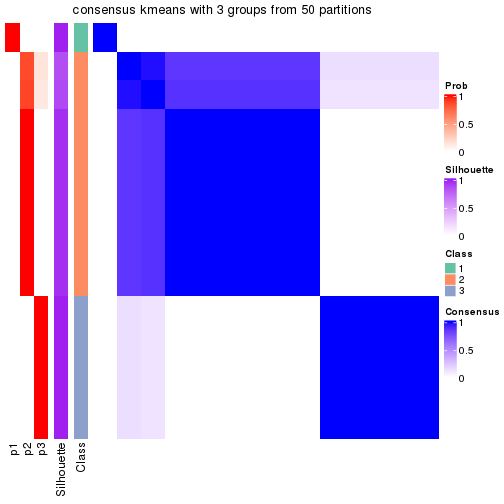 consensus kmeans with 3 groups from 50 partitions
Prob
1
0.5
0
Silhouette
1
0.5
0
Class
1
2
3
Consensus
1
0.5
0
p1
p2
p3
Silhouette
Class